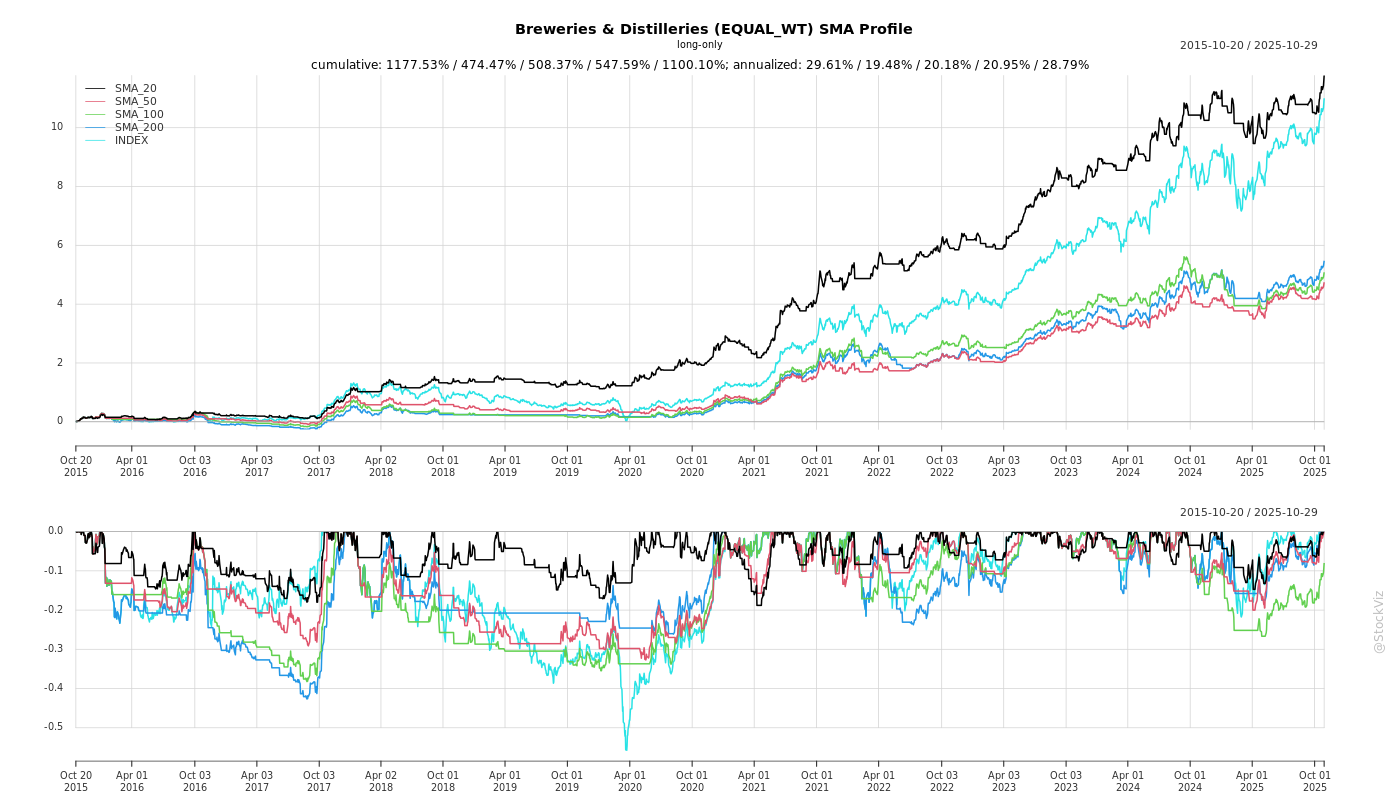 Breweries & Distilleries (EQUAL_WT) SMA Profile
long-only
2015-10-20 / 2025-10-29
cumulative: 1177.53% / 474.47% / 508.37% / 547.59% / 1100.10%; annualized: 29.61% / 19.48% / 20.18% / 20.95% / 28.79%
SMA_20
SMA_50
SMA_100
SMA_200
INDEX
10
8
6
4
2
0
Oct 20 Apr 01 Oct 03 Apr 03 Oct 03 Apr 02 Oct 01 Apr 01 Oct 01 Apr 01 Oct 01 Apr 01 Oct 01 Apr 01 Oct 03 Apr 03 Oct 03 Apr 01 Oct 01 Apr 01 Oct 01
2015 2016 2016 2017 2017 2018 2018 2019 2019 2020 2020 2021 2021 2022 2022 2023 2023 2024 2024 2025 2025
2015-10-20 / 2025-10-29
0.0
-0.1
-0.2
-0.3
-0.4
-0.5
Oct 20 Apr 01 Oct 03 Apr 03 Oct 03 Apr 02 Oct 01 Apr 01 Oct 01 Apr 01 Oct 01 Apr 01 Oct 01 Apr 01 Oct 03 Apr 03 Oct 03 Apr 01 Oct 01 Apr 01 Oct 01
2015 2016 2016 2017 2017 2018 2018 2019 2019 2020 2020 2021 2021 2022 2022 2023 2023 2024 2024 2025 2025
@StockViz